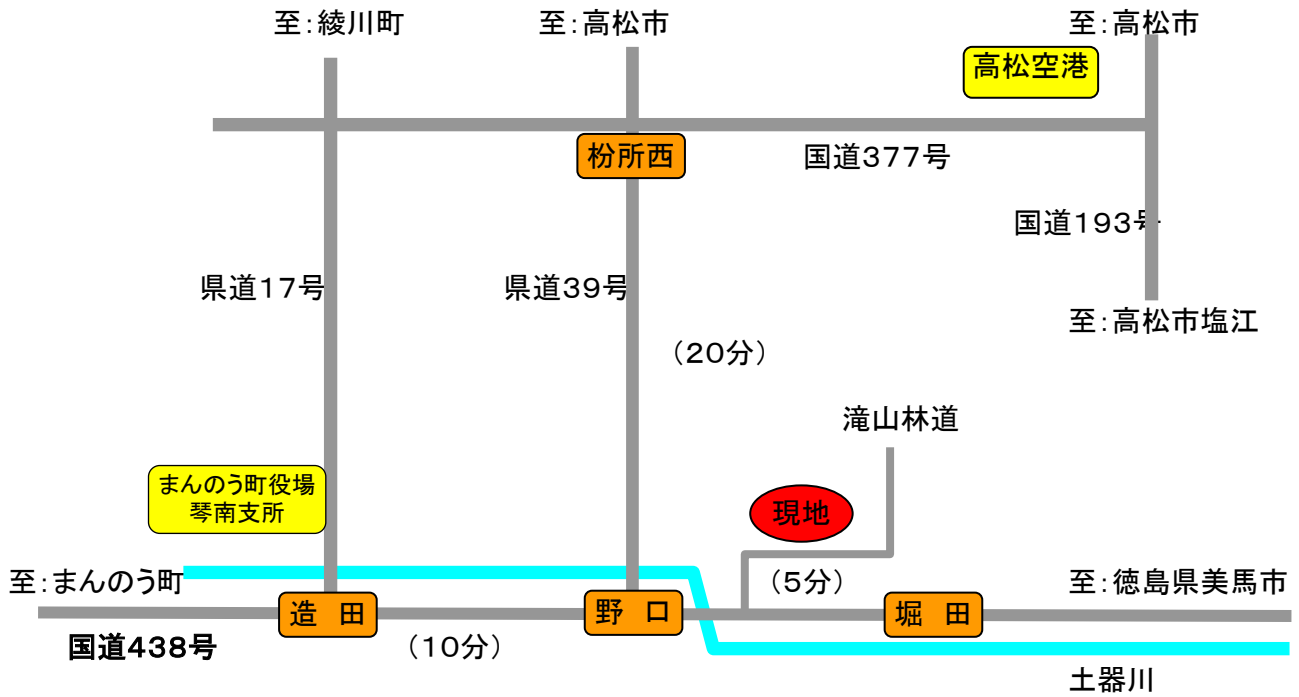 至：綾川町
至：高松市
至：高松市
高松空港
枌所西
国道３７７号
国道１９３号
県道１７号
県道３９号
至：高松市塩江
（２０分）
滝山林道
まんのう町役場
琴南支所
現地
至：まんのう町
（５分）
至：徳島県美馬市
造　田
野　口
堀　田
国道４３８号
（１０分）
土器川